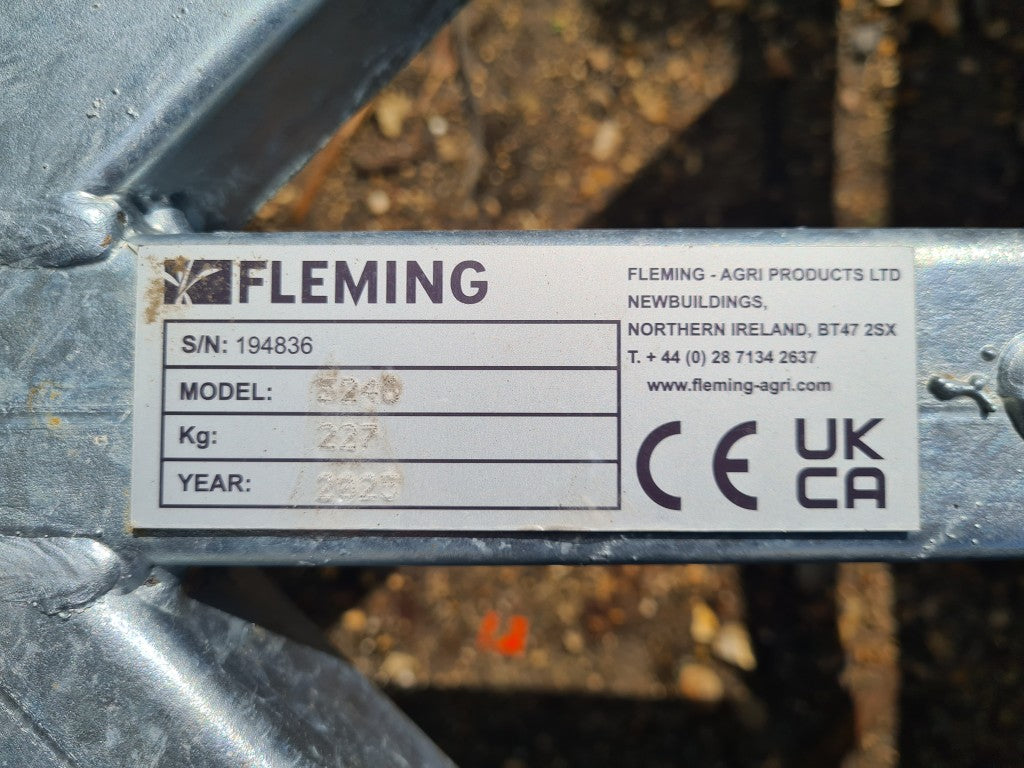 FLEMING
S/N: 194836
MODEL:
Kg: 227
YEAR: 2023
FLEMING - AGRI PRODUCTS LTD
NEWBUILDINGS,
NORTHERN IRELAND, BT47 2SX
T. + 44 (0) 28 7134 2637
www.fleming-agri.com
CE
UK
CA